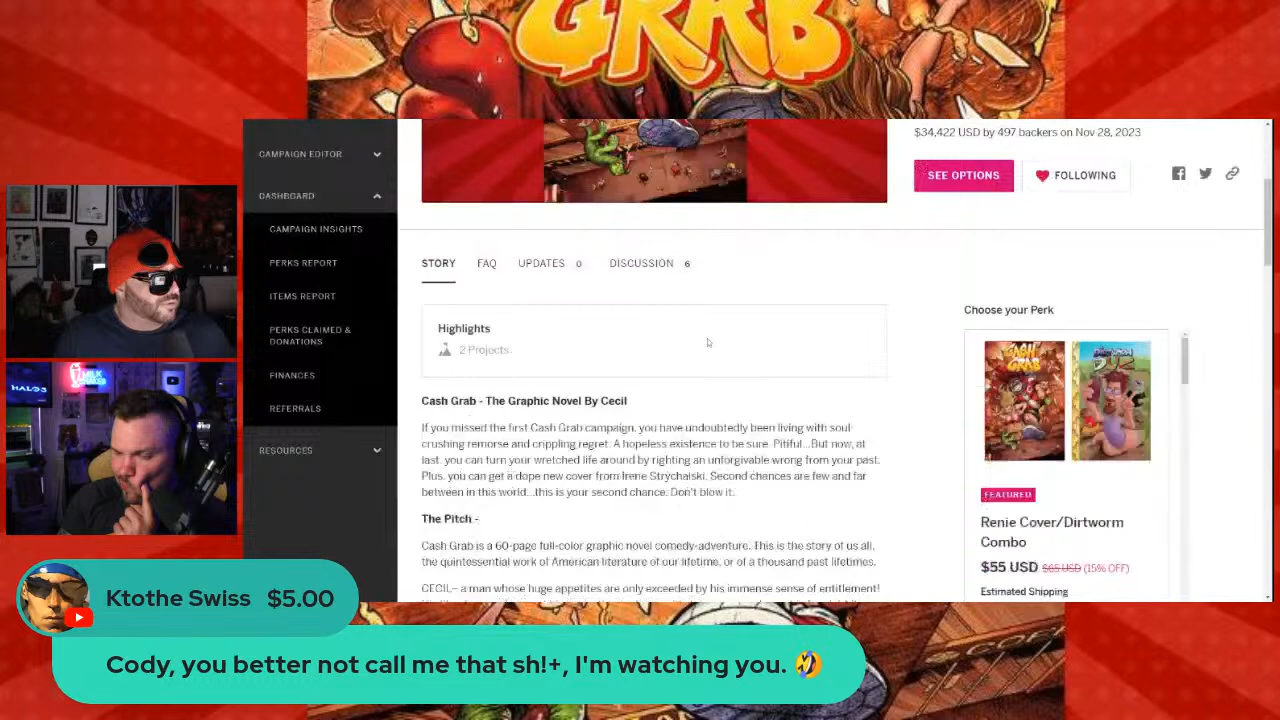 GRAB
CAMPAIGN EDITOR
DASHBOARD
CAMPAIGN INSIGHTS
PERKS REPORT
ITEMS REPORT
PERKS CLAIMED &
DONATIONS
FINANCES
REFERRALS
RESOURCES
$34,422 USD by 497 backers on Nov 28, 2023
SEE OPTIONS
FOLLOWING
STORY FAQ UPDATES 0 DISCUSSION 6
Highlights
2 Projects
Cash Grab - The Graphic Novel By Cecil
If you missed the first Cash Grab campaign, you have undoubtedly been living with soul-
crushing remorse and crippling regret. A hopeless existence to be sure. Pitiful...But now, at
last, you can turn your wretched life around by righting an unforgivable wrong from your past.
Plus, you can get a dope new cover from Irene Strychalski. Second chances are few and far
between in this world...this is your second chance. Don't blow it.
The Pitch -
Cash Grab is a 60-page full-color graphic novel comedy-adventure. This is the story of us all,
the quintessential work of American literature of our lifetime, or of a thousand past lifetimes.
CECIL– a man whose huge appetites are only exceeded by his immense sense of entitlement!
Choose your Perk
CASH
GRAB
FEATURED
Renie Cover/Dirtworm
Combo
$55 USD $65 USD (15% OFF)
Estimated Shipping
HALO 3
MILK
Ktothe Swiss $5.00
Cody, you better not call me that sh!+, I'm watching you. 🤣